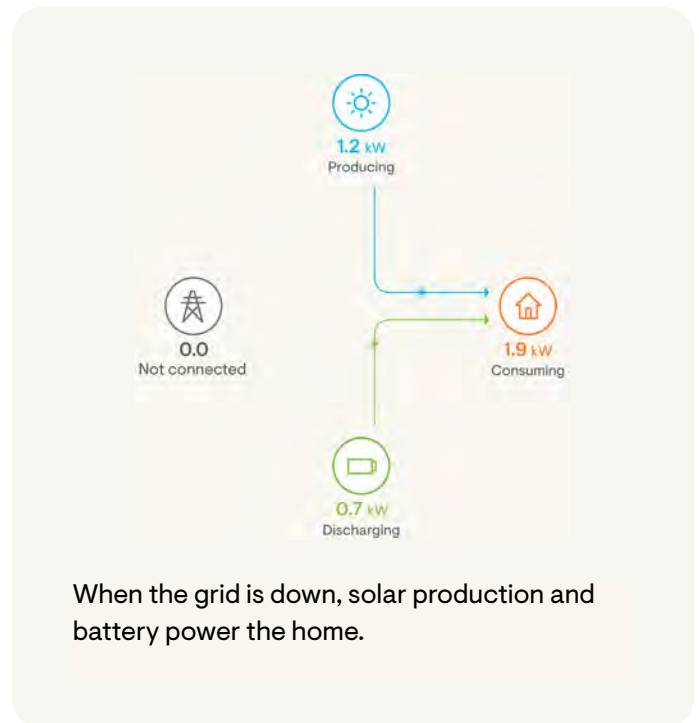 1.2 kW
Producing
0.0
Not connected
1.9 kW
Consuming
0.7 kW
Discharging
When the grid is down, solar production and
battery power the home.